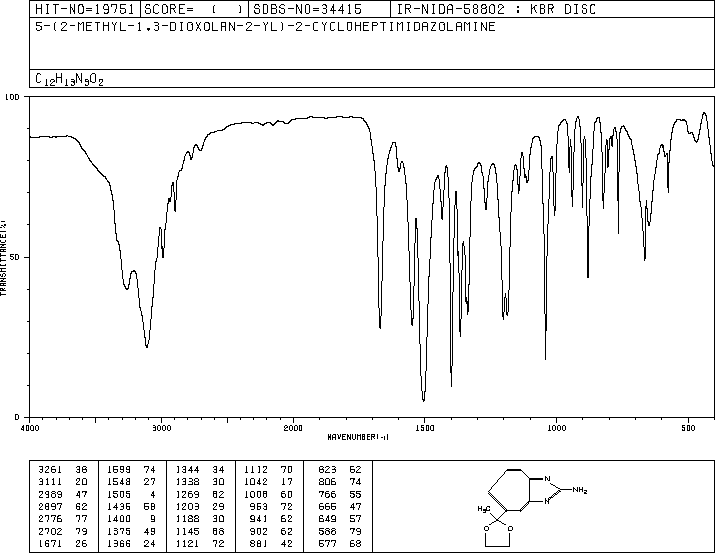 HIT-NO=19751 SCORE= ( ) SDBS-NO=34415 IR-NIDA-58802 : KBR DISC
5-(2-METHYL-1,3-DIOXOLAN-2-YL)-2-CYCLOHEPTIMIDAZOLAMINE
C12H13N3O2
100
TRANSMITTANCE(%)
50
0
4000 3000 2000 1500 1000 500
WAVENUMBER(-1)
3261 38 1599 74 1344 34 1112 70 823 62
3111 20 1548 27 1338 30 1042 17 806 74
2989 47 1505 4 1269 62 1008 60 766 55
2897 62 1436 58 1203 29 953 72 666 47
2776 77 1400 9 1188 30 941 62 649 57
2702 79 1375 49 1145 68 902 62 588 79
1671 26 1366 24 1121 72 881 42 577 68
N
NH2
N
H3C
O O